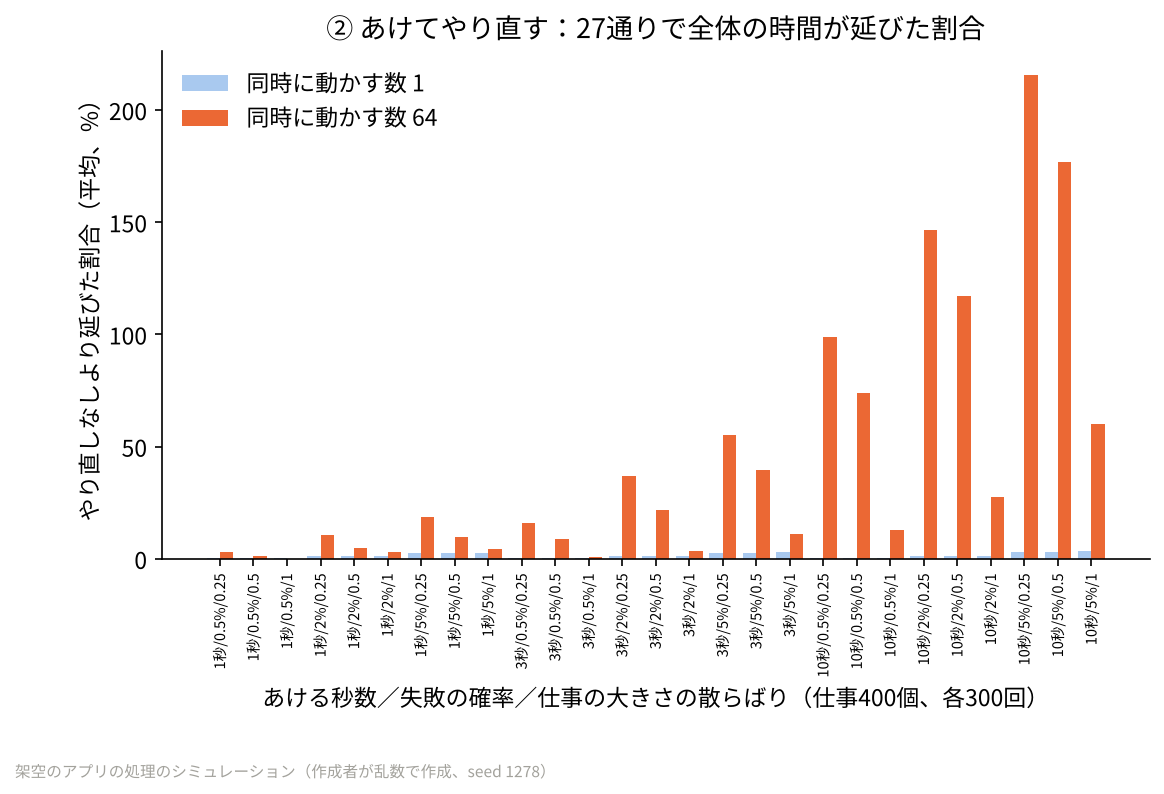 ② あけてやり直す：27通りで全体の時間が延びた割合
同時に動かす数 1
同時に動かす数 64
やり直しなしより延びた割合（平均、%）
200
150
100
50
0
1秒/0.5%/0.25
1秒/0.5%/0.5
1秒/0.5%/1
1秒/2%/0.25
1秒/2%/0.5
1秒/2%/1
1秒/5%/0.25
1秒/5%/0.5
1秒/5%/1
3秒/0.5%/0.25
3秒/0.5%/0.5
3秒/0.5%/1
3秒/2%/0.25
3秒/2%/0.5
3秒/2%/1
3秒/5%/0.25
3秒/5%/0.5
3秒/5%/1
10秒/0.5%/0.25
10秒/0.5%/0.5
10秒/0.5%/1
10秒/2%/0.25
10秒/2%/0.5
10秒/2%/1
10秒/5%/0.25
10秒/5%/0.5
10秒/5%/1
あける秒数／失敗の確率／仕事の大きさの散らばり（仕事400個、各300回）
架空のアプリの処理のシミュレーション（作成者が乱数で作成、seed 1278）